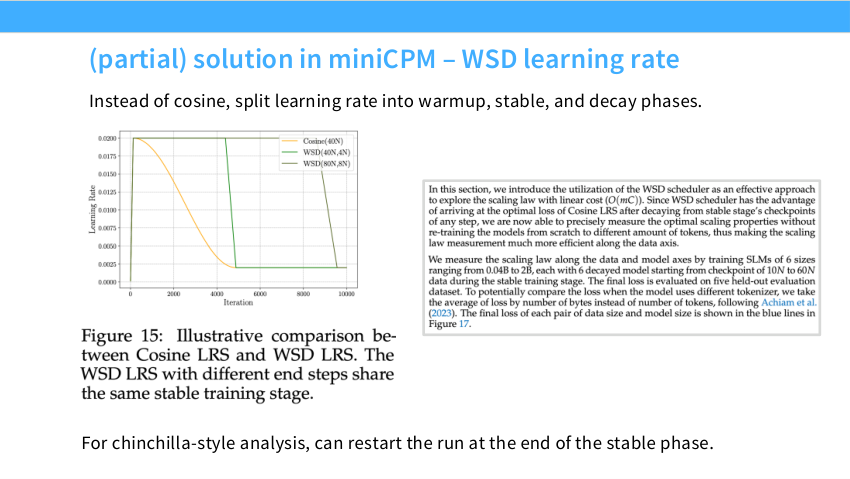 (partial) solution in miniCPM – WSD learning rate
Instead of cosine, split learning rate into warmup, stable, and decay phases.
0.0200
0.0175
0.0150
0.0125
0.0100
0.0075
0.0050
0.0025
0.0000
Learning Rate
0
2000
4000
6000
8000
10000
Iteration
Cosine(40N)
WSD(40N,4N)
WSD(80N,8N)
Figure 15: Illustrative comparison be-
tween Cosine LRS and WSD LRS. The
WSD LRS with different end steps share
the same stable training stage.
In this section, we introduce the utilization of the WSD scheduler as an effective approach
to explore the scaling law with linear cost (O(mC)). Since WSD scheduler has the advantage
of arriving at the optimal loss of Cosine LRS after decaying from stable stage's checkpoints
of any step, we are now able to precisely measure the optimal scaling properties without
re-training the models from scratch to different amount of tokens, thus making the scaling
law measurement much more efficient along the data axis.
We measure the scaling law along the data and model axes by training SLMs of 6 sizes
ranging from 0.04B to 2B, each with 6 decayed model starting from checkpoint of 10N to 60N
data during the stable training stage. The final loss is evaluated on five held-out evaluation
dataset. To potentially compare the loss when the model uses different tokenizer, we take
the average of loss by number of bytes instead of number of tokens, following Achiam et al.
(2023). The final loss of each pair of data size and model size is shown in the blue lines in
Figure 17.
For chinchilla-style analysis, can restart the run at the end of the stable phase.